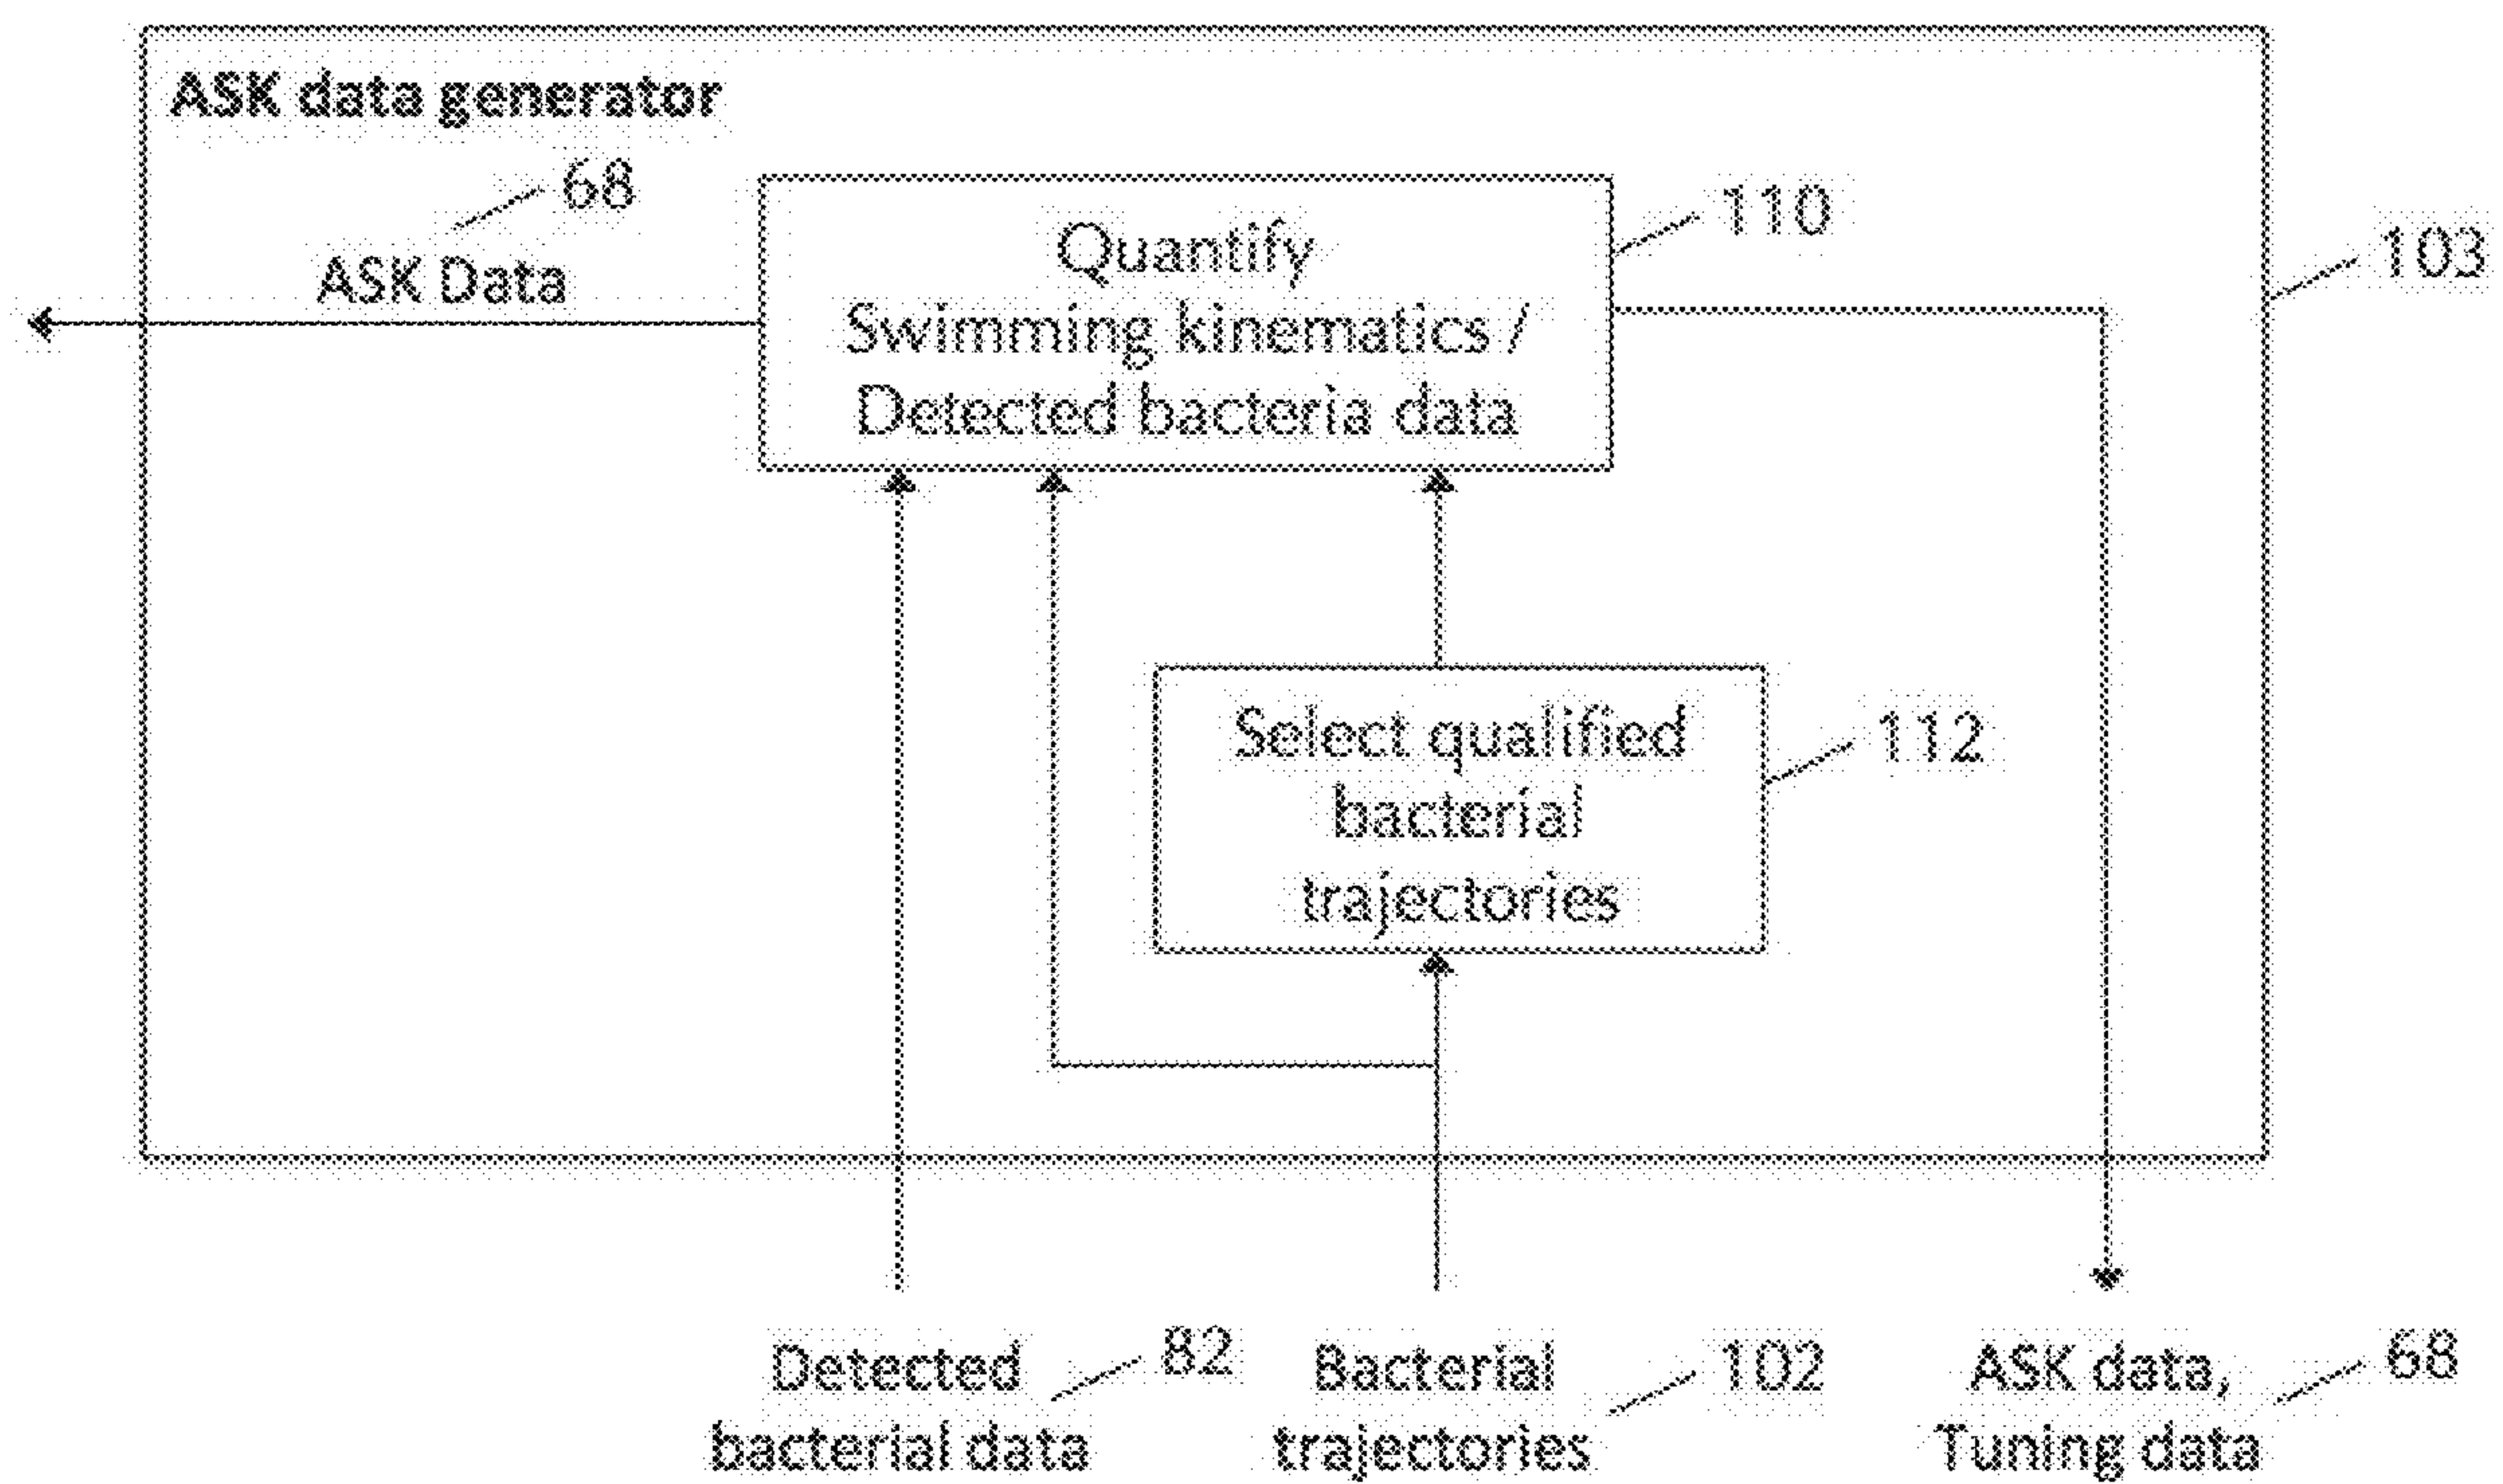 ASK data generator
68
ASK Data
Quantify
Swimming kinematics /
Detected bacteria data
110
103
Select qualified
bacterial
trajectories
112
Detected
bacterial data
82
Bacterial
trajectories
102
ASK data,
Tuning data
68